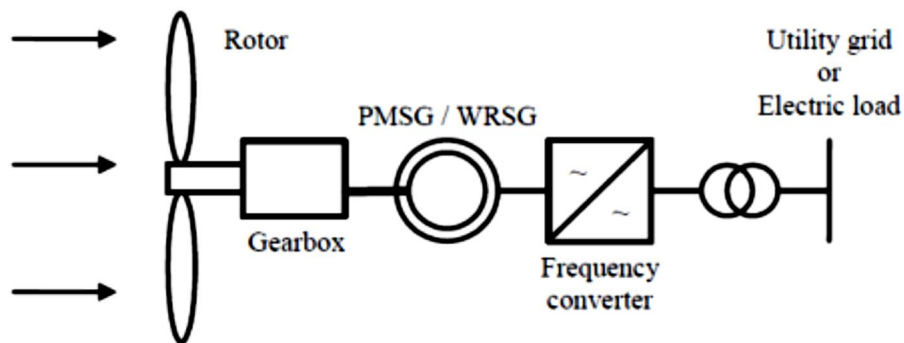 Rotor
Utility grid
or
Electric load
PMSG / WRSG
~
~
Gearbox
Frequency
converter